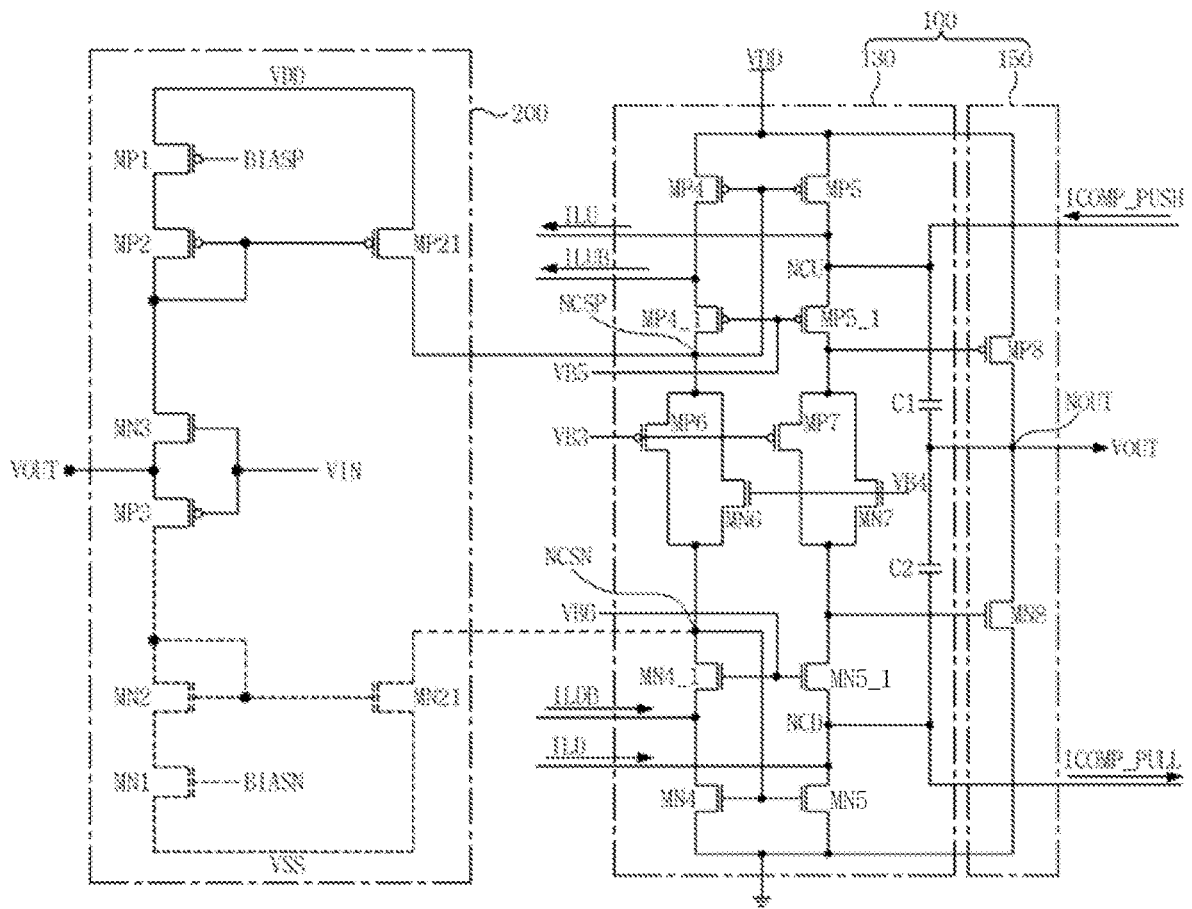 100
130
150
VDD
VDD
200
MP1
BIASP
MP4
MP5
ICOMP_PUSH
ILU
MP2
MP21
ILUB
NCU
NCSP
MP4_
MP5_1
MP8
VB5
C1
NOUT
MN3
MP6
MP7
VB3
VOUT
VIN
VOUT
VB4
MP3
MN6
MN7
NCSN
C2
VB6
MN8
MN2
MN21
MN4_1
MN5_1
ILDB
NCD
ILD
ICOMP_PULL
MN1
BIASN
MN4
MN5
VSS